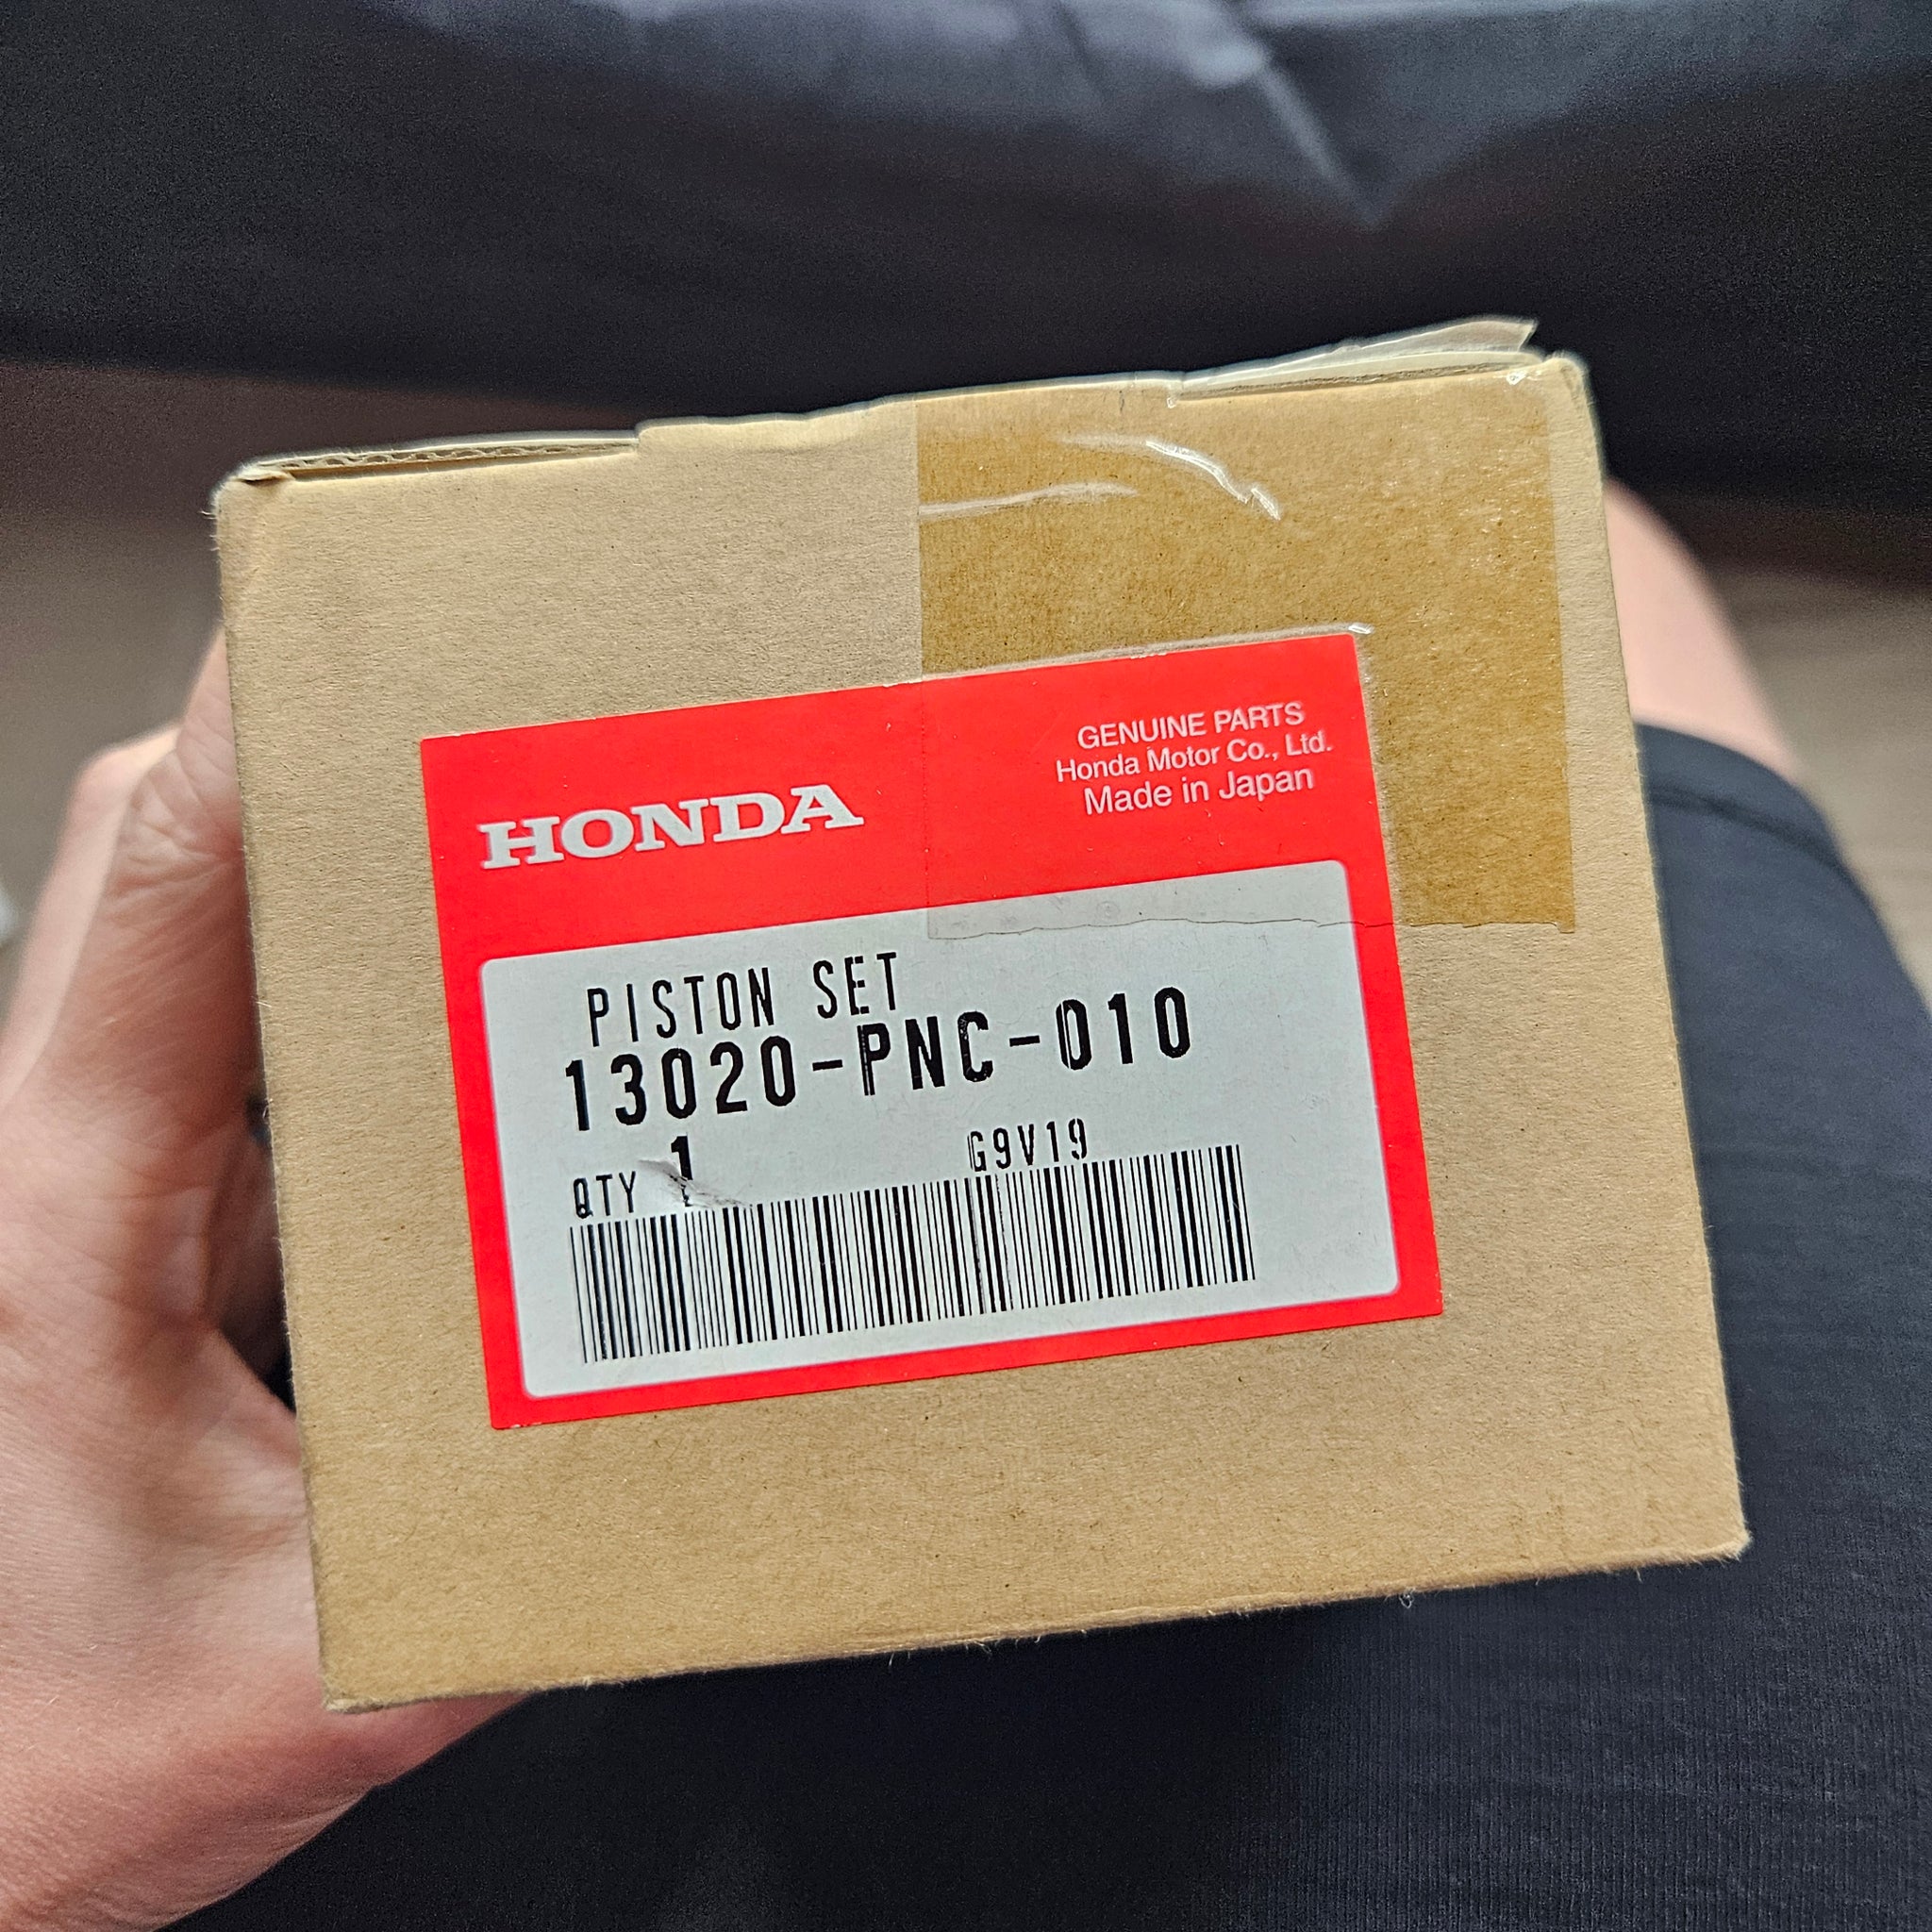 HONDA
GENUINE PARTS
Honda Motor Co., Ltd.
Made in Japan
PISTON SET
13020-PNC-010
QTY 1
G9V19